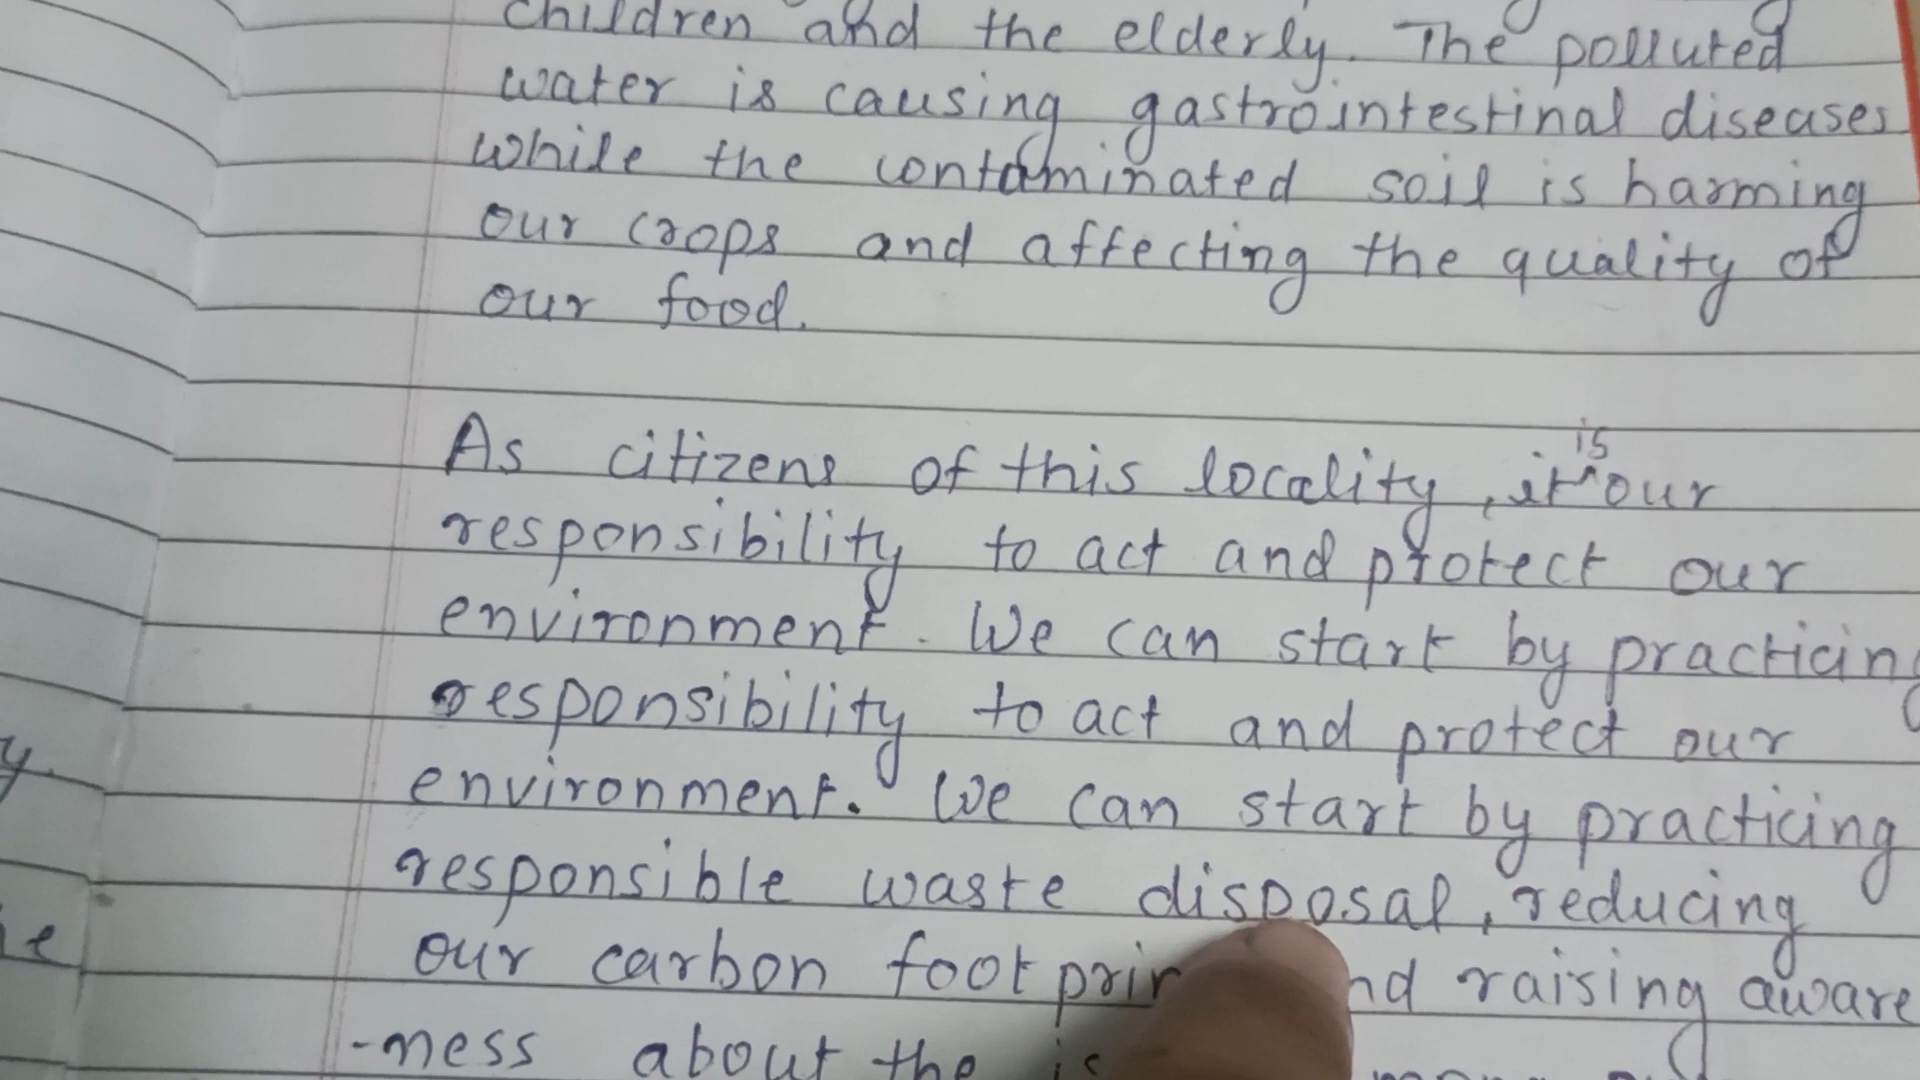 children and the elderly. The polluted
water is causing gastrointestinal diseases
while the contaminated soil is harming
our crops and affecting the quality of
our food.
As citizens of this locality, it ^is our
responsibility to act and protect our
environment. We can start by practicing
responsibility to act and protect our
environment. We can start by practicing
responsible waste disposal, reducing
our carbon foot raising aware
-ness about the